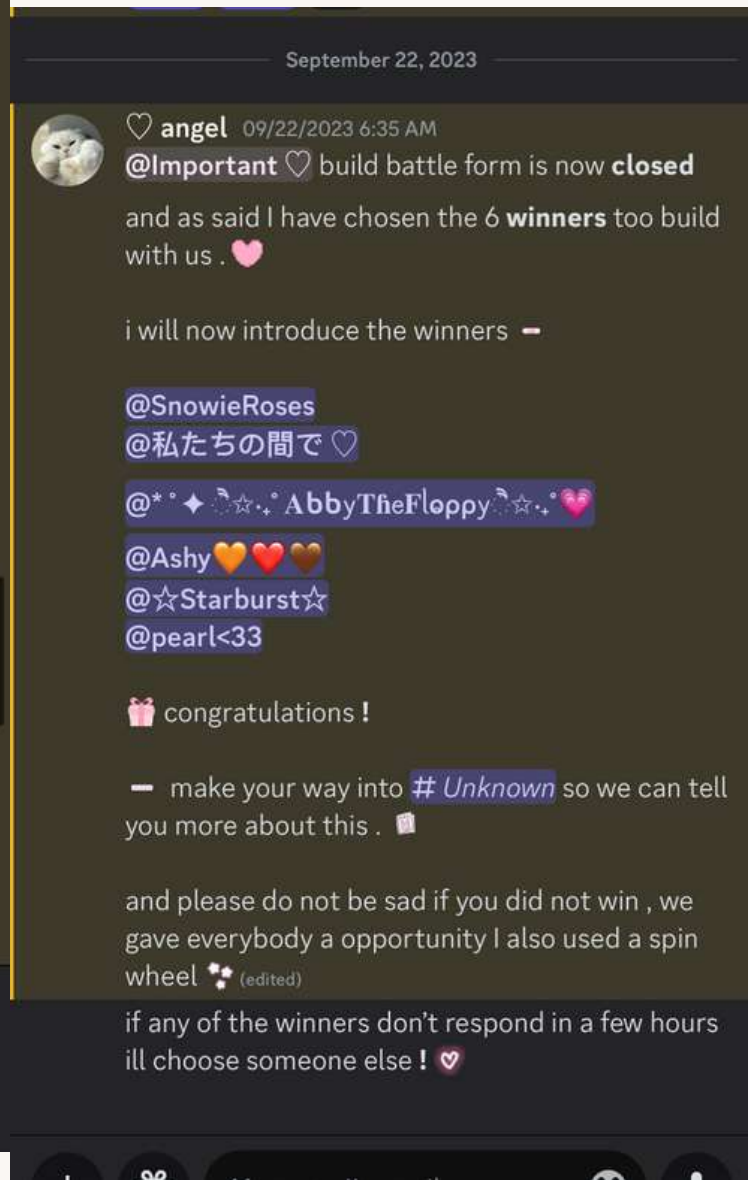 September 22, 2023
♡ angel 09/22/2023 6:35 AM
@Important ♡ build battle form is now closed
and as said I have chosen the 6 winners too build
with us . 🩷
i will now introduce the winners
@SnowieRoses
@私たちの間で ♡
@*˚✦ ੈ☆‧₊˚AbbyTheFloppyੈ☆‧₊˚💗
@Ashy🧡❤️🤎
@☆Starburst☆
@pearl<33
congratulations !
make your way into # Unknown so we can tell
you more about this .
and please do not be sad if you did not win , we
gave everybody a opportunity I also used a spin
wheel (edited)
if any of the winners don't respond in a few hours
ill choose someone else !